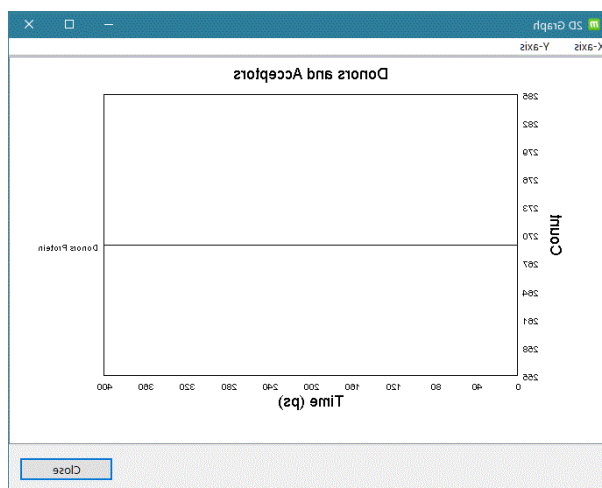 2D Graph
X-axis Y-axis
Donors and Acceptors
285
282
279
276
273
270
267
264
261
258
255
Count
Donors Protein
0 40 80 120 160 200 240 280 320 360 400
Time (ps)
Close